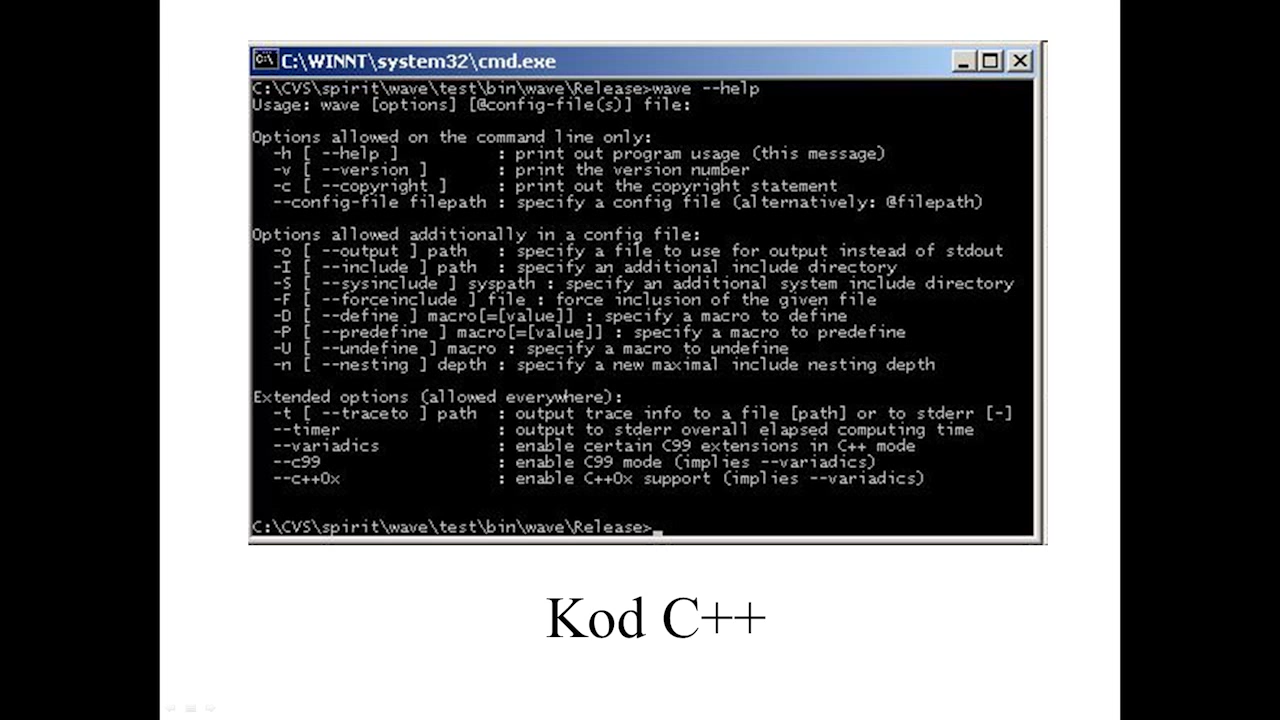 C:\WINNT\system32\cmd.exe
C:\CVS\spirit\wave\test\bin\wave\Release>wave --help
Usage: wave [options] [@config-file(s)] file:
Options allowed on the command line only:
-h [ --help ] : print out program usage (this message)
-v [ --version ] : print the version number
-c [ --copyright ] : print out the copyright statement
--config-file filepath : specify a config file (alternatively: @filepath)
Options allowed additionally in a config file:
-o [ --output ] path : specify a file to use for output instead of stdout
-I [ --include ] path : specify an additional include directory
-S [ --sysinclude ] syspath : specify an additional system include directory
-F [ --forceinclude ] file : force inclusion of the given file
-D [ --define ] macro[=[value]] : specify a macro to define
-P [ --predefine ] macro[=[value]] : specify a macro to predefine
-U [ --undefine ] macro : specify a macro to undefine
-n [ --nesting ] depth : specify a new maximal include nesting depth
Extended options (allowed everywhere):
-t [ --traceto ] path : output trace info to a file [path] or to stderr [-]
--timer : output to stderr overall elapsed computing time
--variadics : enable certain C99 extensions in C++ mode
--c99 : enable C99 mode (implies --variadics)
--c++0x : enable C++0x support (implies --variadics)
C:\CVS\spirit\wave\test\bin\wave\Release>_
Kod C++